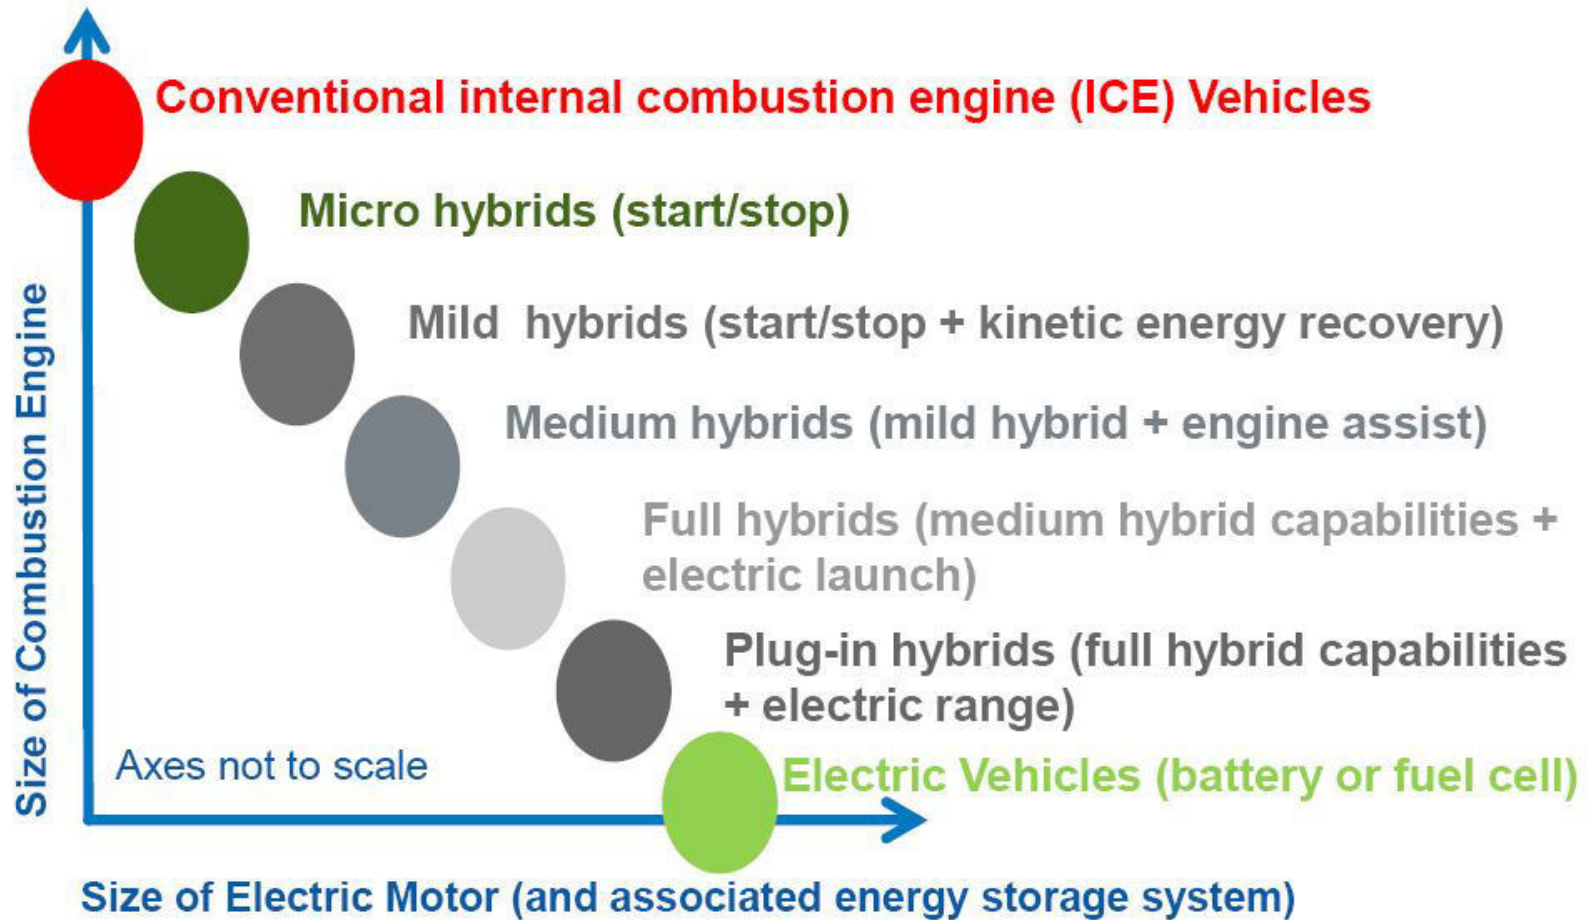 Conventional internal combustion engine (ICE) Vehicles
Micro hybrids (start/stop)
Mild  hybrids (start/stop + kinetic energy recovery)
Medium hybrids (mild hybrid + engine assist)
Full hybrids (medium hybrid capabilities +
electric launch)
Plug-in hybrids (full hybrid capabilities
+ electric range)
Electric Vehicles (battery or fuel cell)
Axes not to scale
Size of Combustion Engine
Size of Electric Motor (and associated energy storage system)